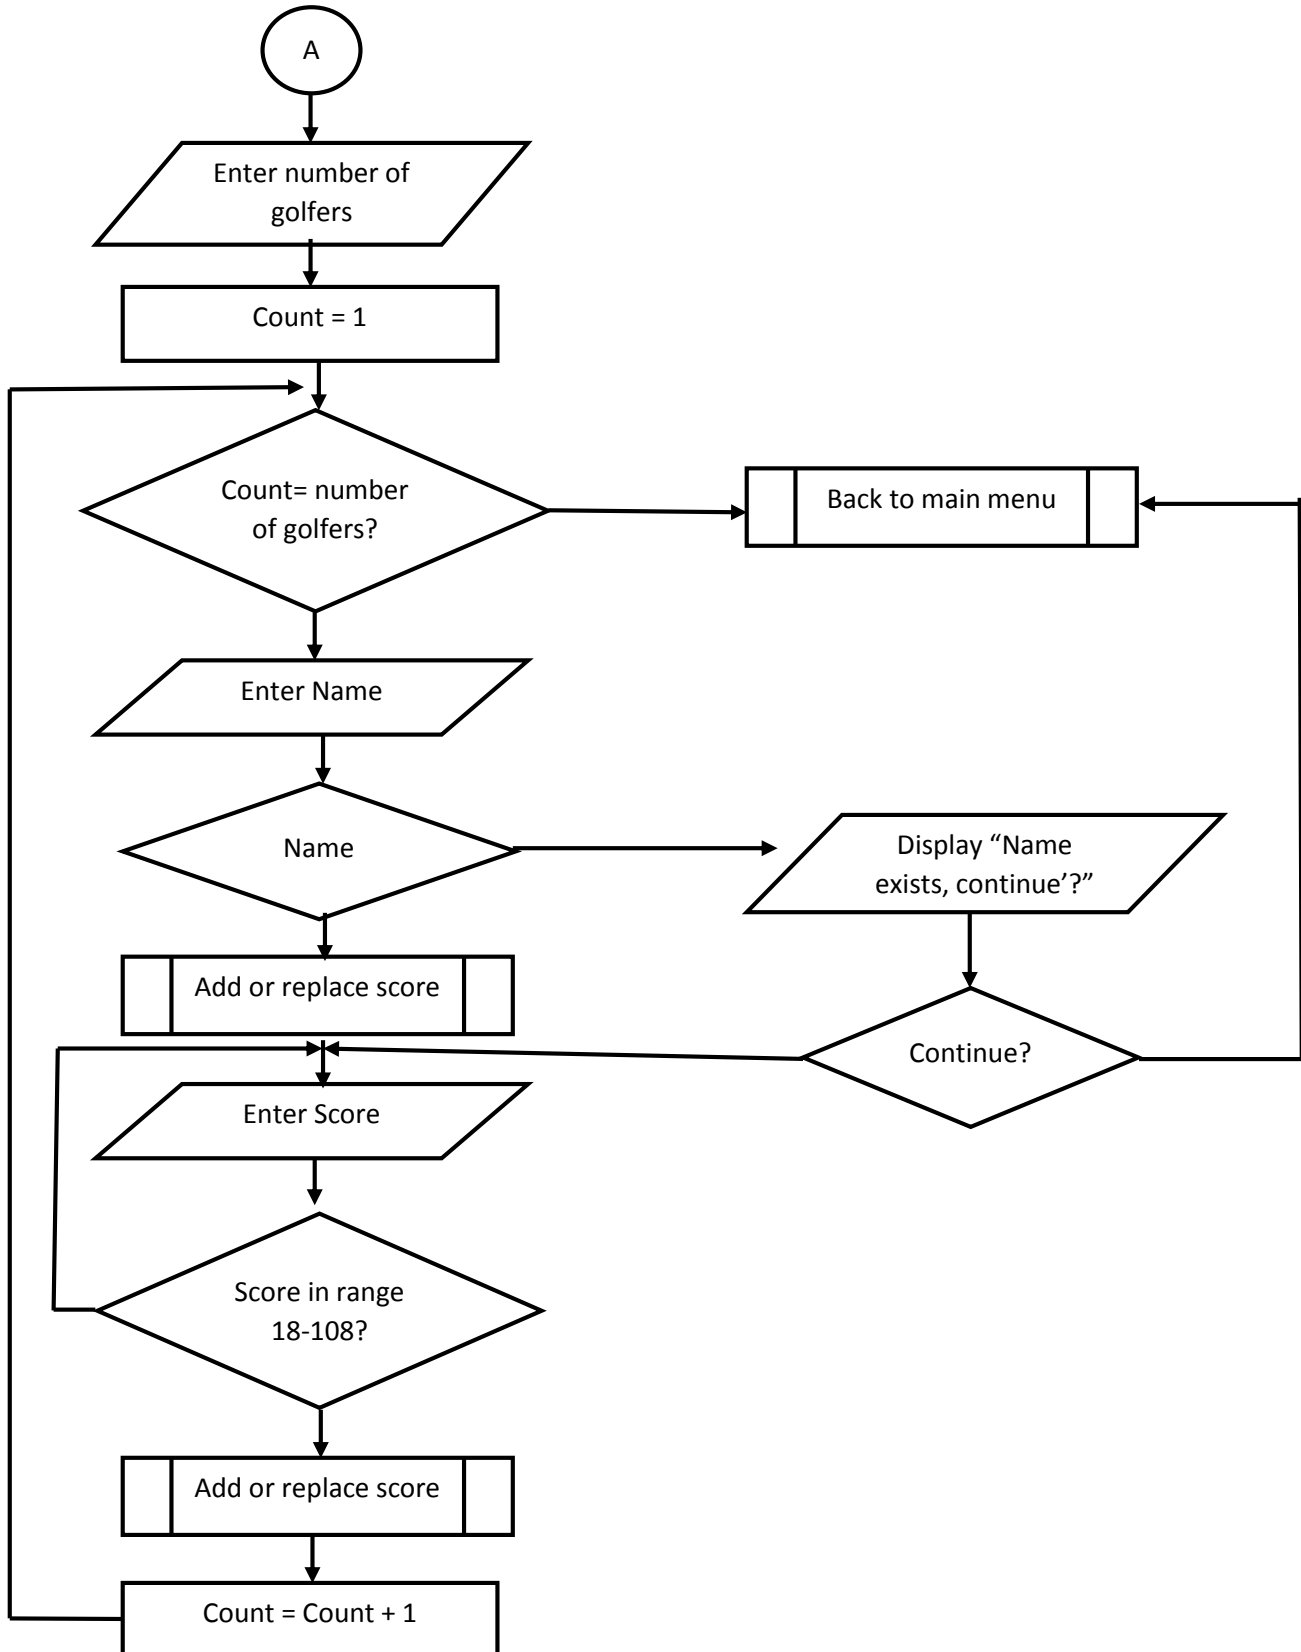 A
Enter number of
golfers
Count = 1
Count= number
of golfers?
Back to main menu
Enter Name
Name
Display “Name
exists, continue’?”
Add or replace score
Continue?
Enter Score
Score in range
18-108?
Add or replace score
Count = Count + 1